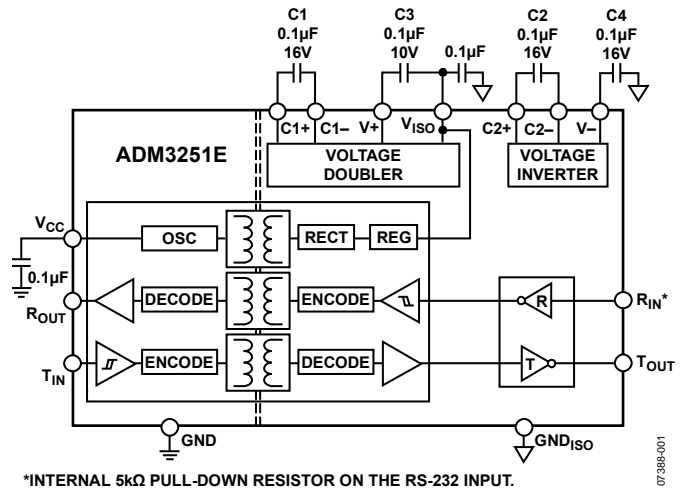 C1
0.1µF
16V
C3
0.1µF
10V
0.1µF
C2
0.1µF
16V
C4
0.1µF
16V
C1+ C1– V+ VISO C2+ C2– V–
ADM3251E
VOLTAGE
DOUBLER
VOLTAGE
INVERTER
VCC
OSC RECT REG
0.1µF
ROUT
DECODE ENCODE R RIN*
TIN
ENCODE DECODE T TOUT
GND GNDISO
*INTERNAL 5kΩ PULL-DOWN RESISTOR ON THE RS-232 INPUT.
07388-001